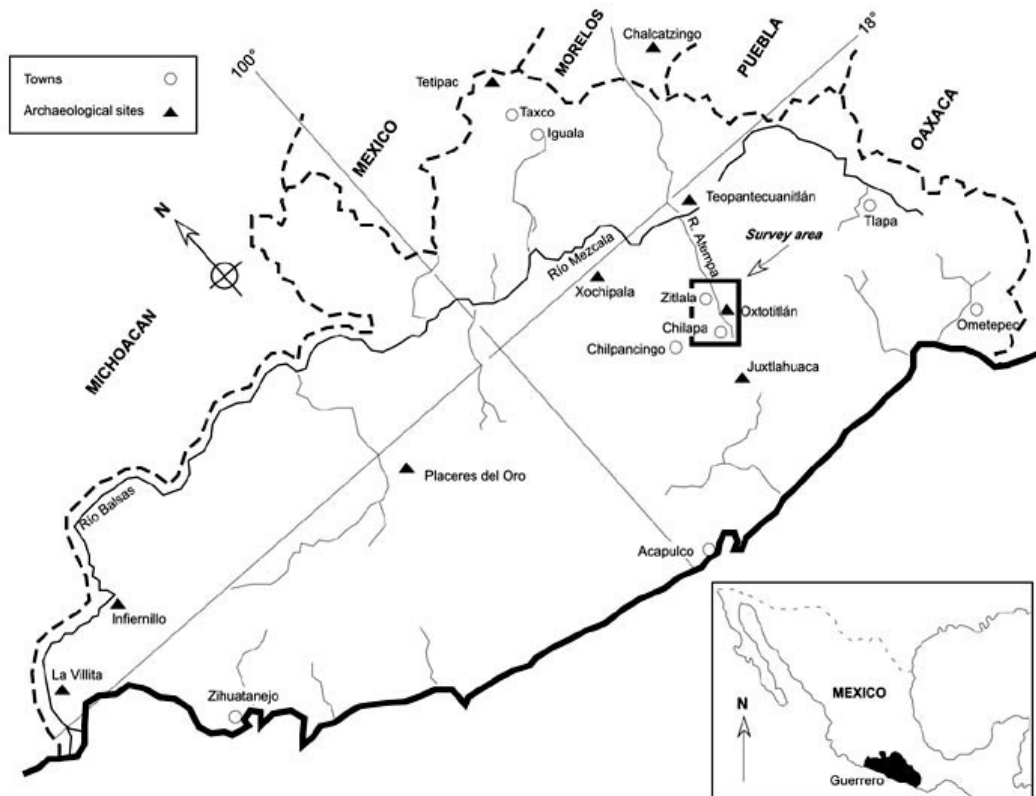 Towns
Archaeological sites
100°
MORELOS
Chalcatzingo
PUEBLA
18°
Tetipac
Taxco
Iguala
MEXICO
OAXACA
N
Teopantecuanitlán
Tlapa
R. Atempa
Survey area
Río Mezcala
Xochipala
Zitlala
Oxtotitlán
Ometepec
Chilapa
Chilpancingo
MICHOACAN
Juxtlahuaca
Placeres del Oro
Río Balsas
Acapulco
Infiernillo
La Villita
Zihuatanejo
N
MEXICO
Guerrero